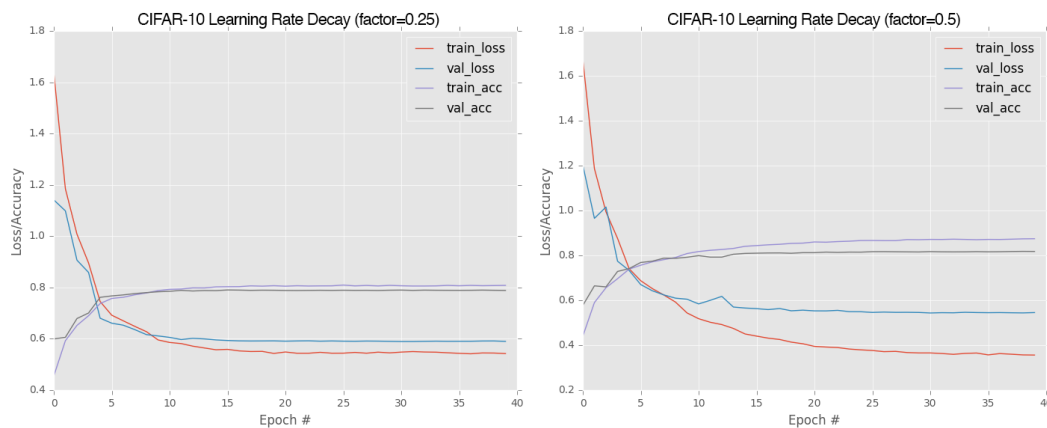 CIFAR-10 Learning Rate Decay (factor=0.25)
1.8
1.6
1.4
1.2
1.0
0.8
0.6
0.4
Loss/Accuracy
train_loss
val_loss
train_acc
val_acc
0 5 10 15 20 25 30 35 40
Epoch #
CIFAR-10 Learning Rate Decay (factor=0.5)
1.8
1.6
1.4
1.2
1.0
0.8
0.6
0.4
0.2
Loss/Accuracy
train_loss
val_loss
train_acc
val_acc
0 5 10 15 20 25 30 35 40
Epoch #